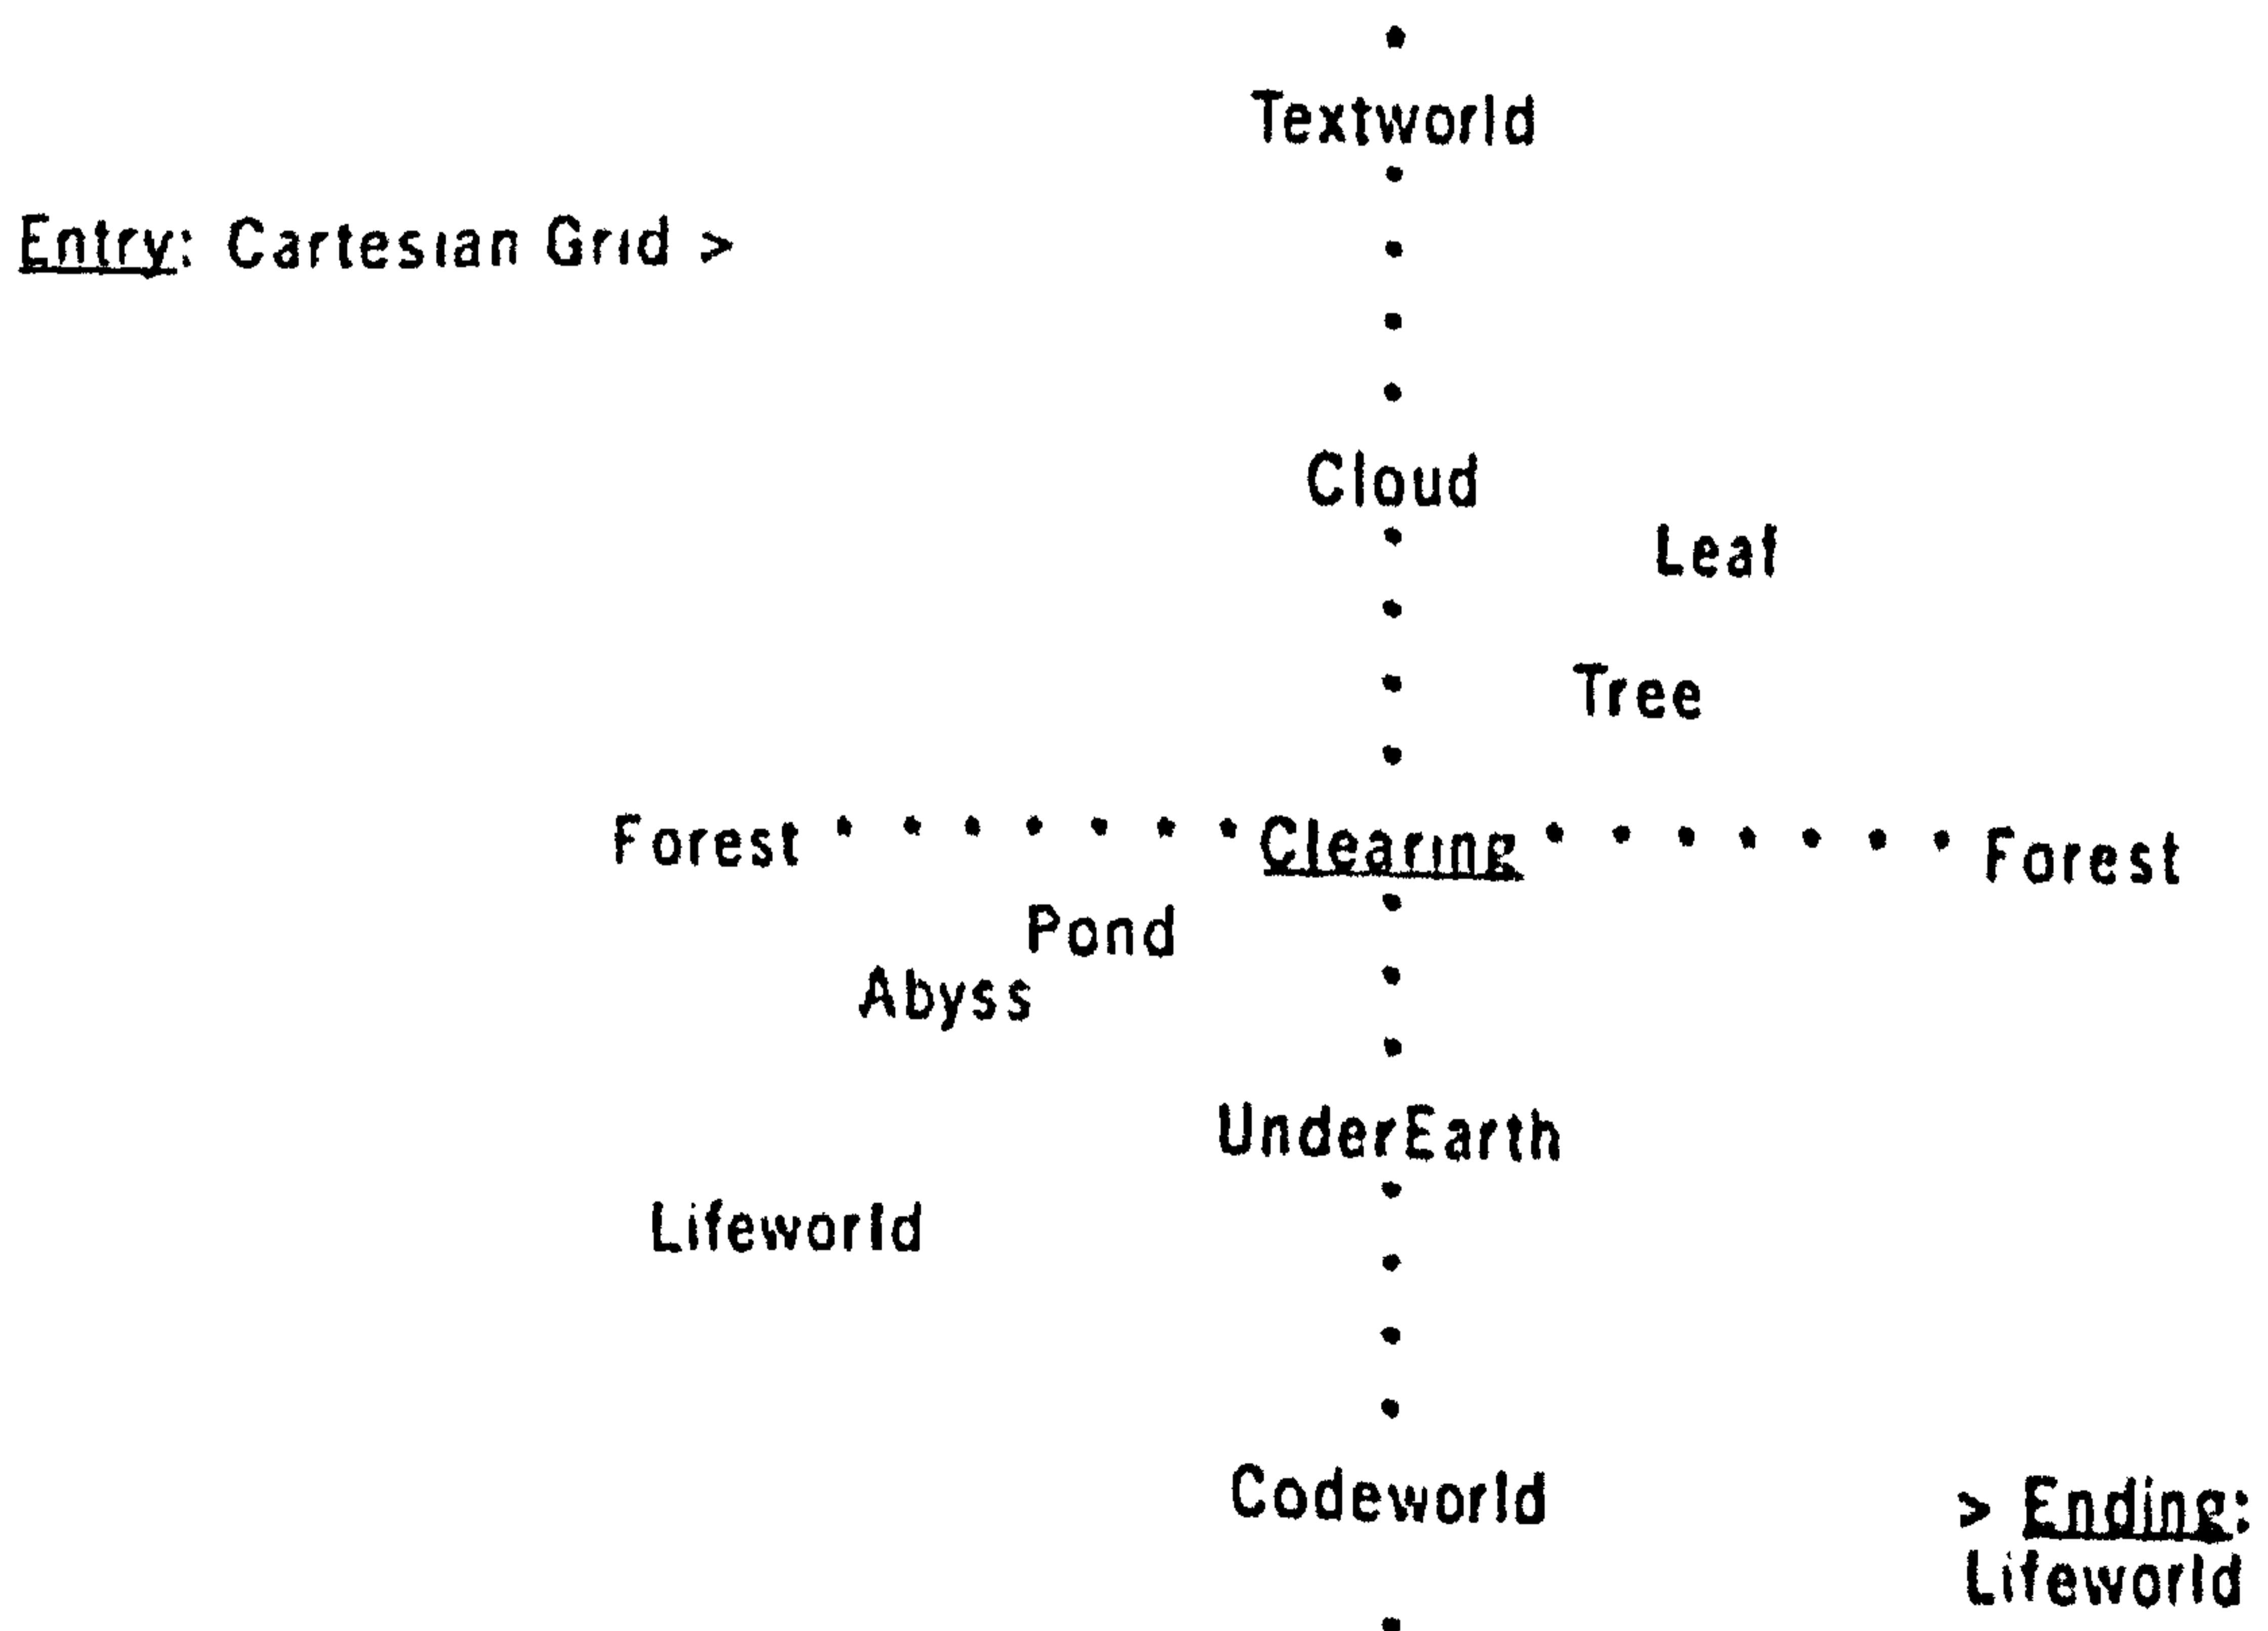 Textworld
Entry: Cartesian Grid >
Cloud
Leaf
Tree
Forest Clearing Forest
Pond
Abyss
UnderEarth
Lifeworld
Codeworld
> Ending:
Lifeworld